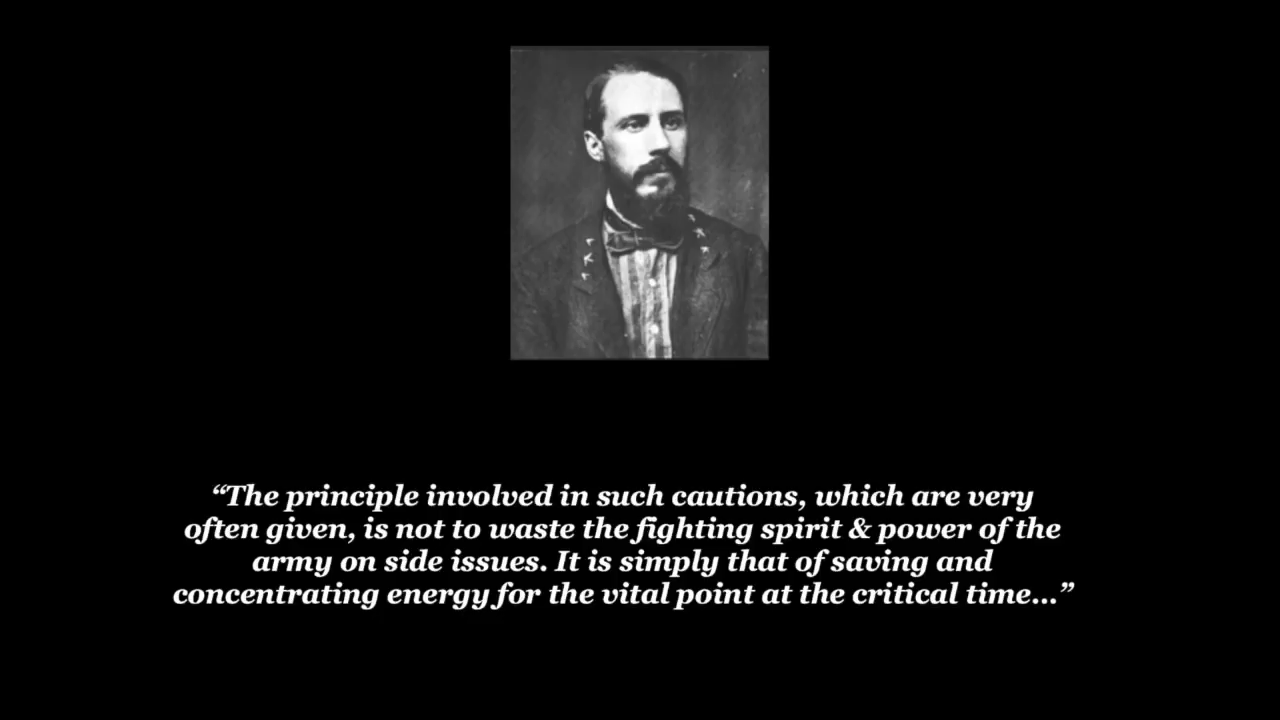 “The principle involved in such cautions, which are very
often given, is not to waste the fighting spirit & power of the
army on side issues. It is simply that of saving and
concentrating energy for the vital point at the critical time...”